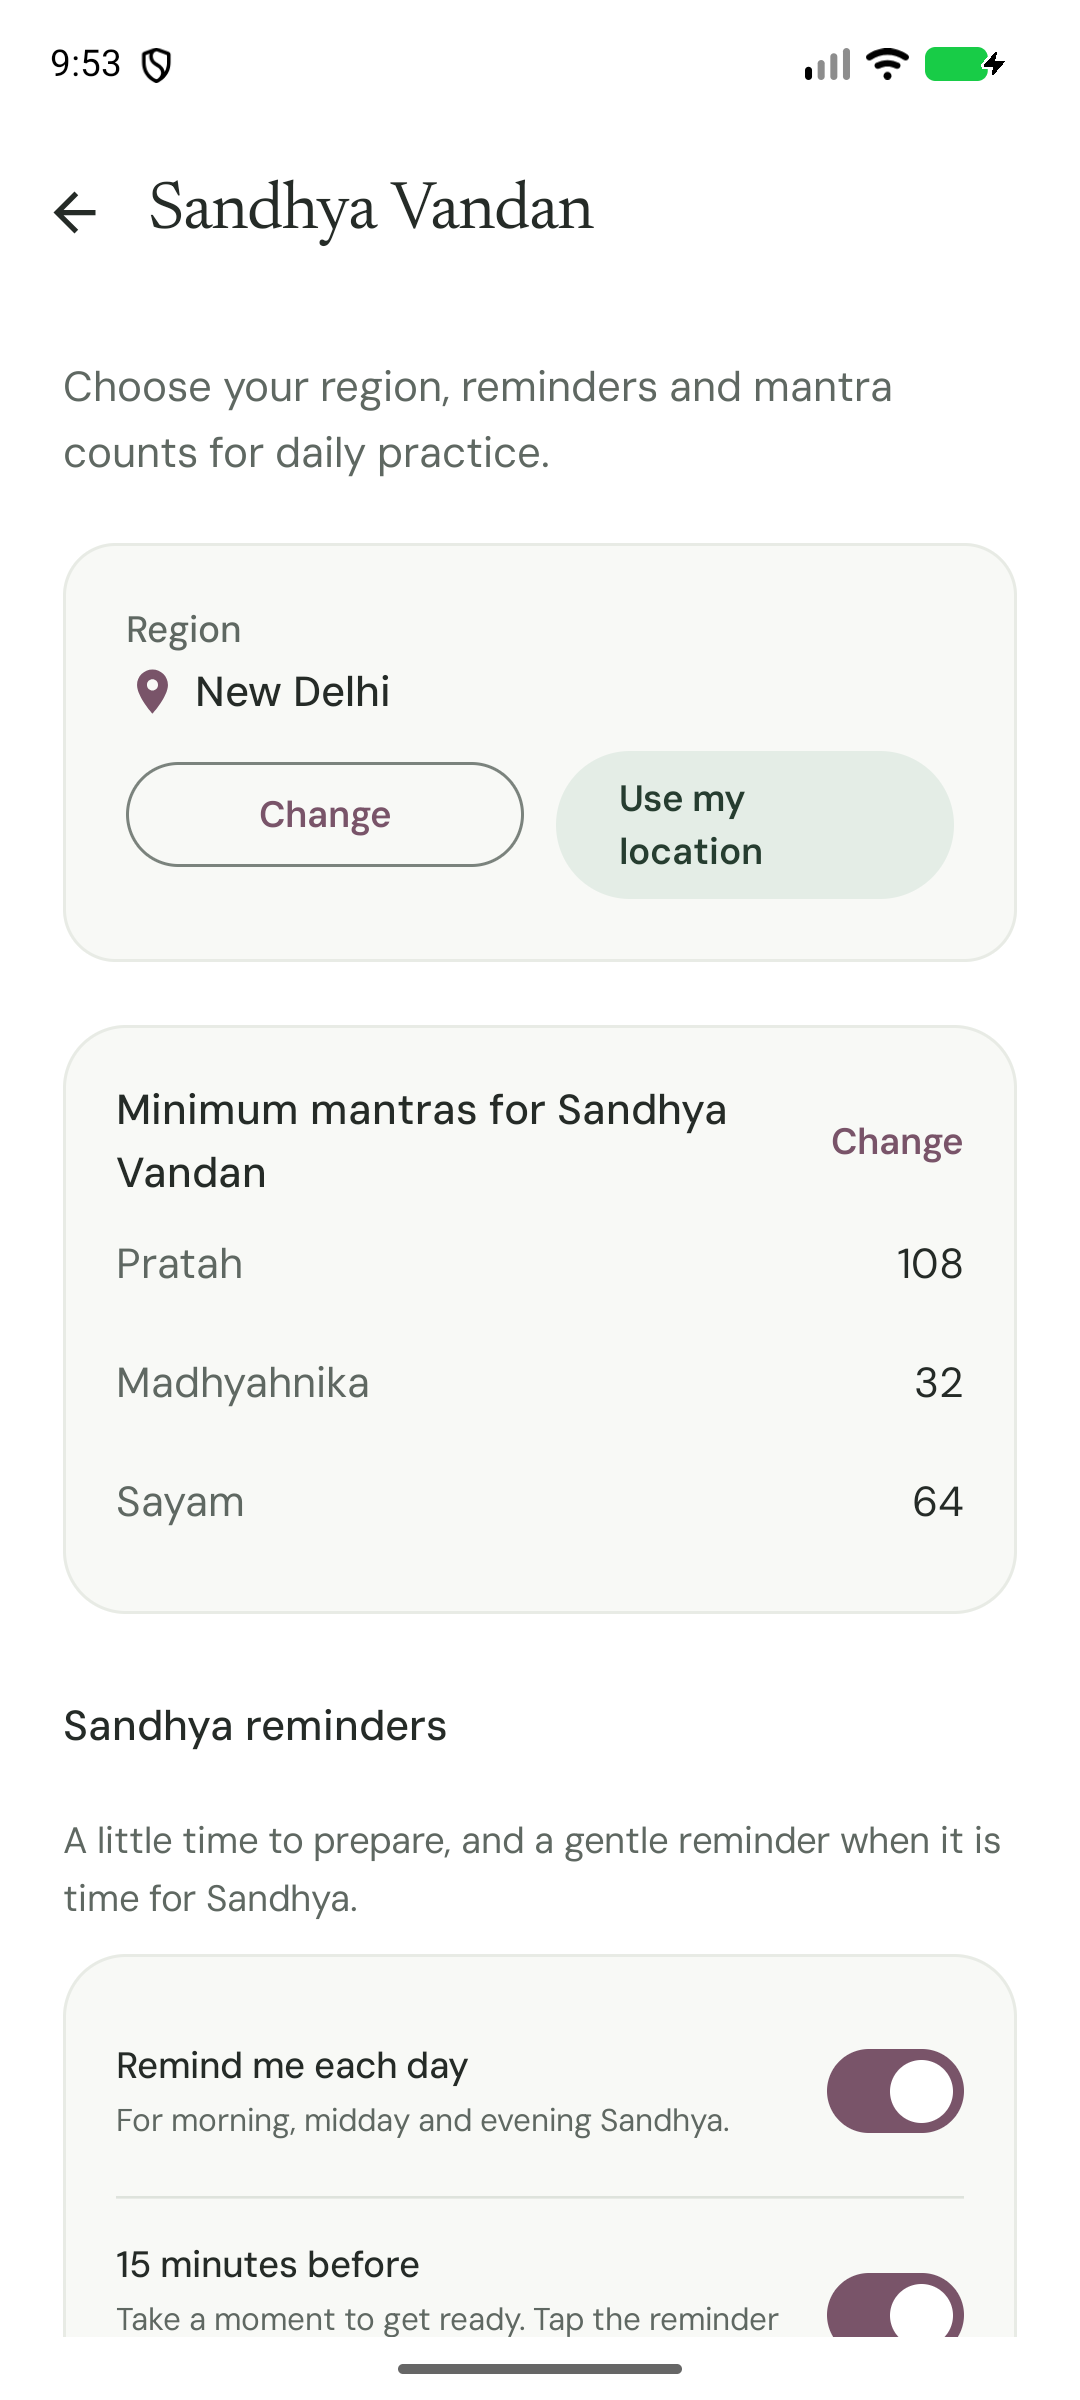 9:53
Sandhya Vandan
Choose your region, reminders and mantra
counts for daily practice.
Region
New Delhi
Change
Use my
location
Minimum mantras for Sandhya
Vandan
Change
Pratah 108
Madhyahnika 32
Sayam 64
Sandhya reminders
A little time to prepare, and a gentle reminder when it is
time for Sandhya.
Remind me each day
For morning, midday and evening Sandhya.
15 minutes before
Take a moment to get ready. Tap the reminder